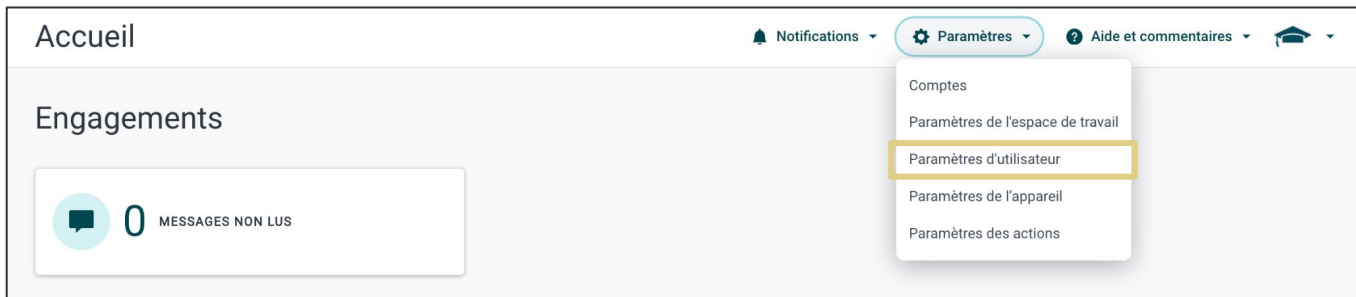 Accueil
Notifications
Paramètres
Aide et commentaires
Comptes
Paramètres de l'espace de travail
Paramètres d'utilisateur
Paramètres de l’appareil
Paramètres des actions
Engagements
0 MESSAGES NON LUS